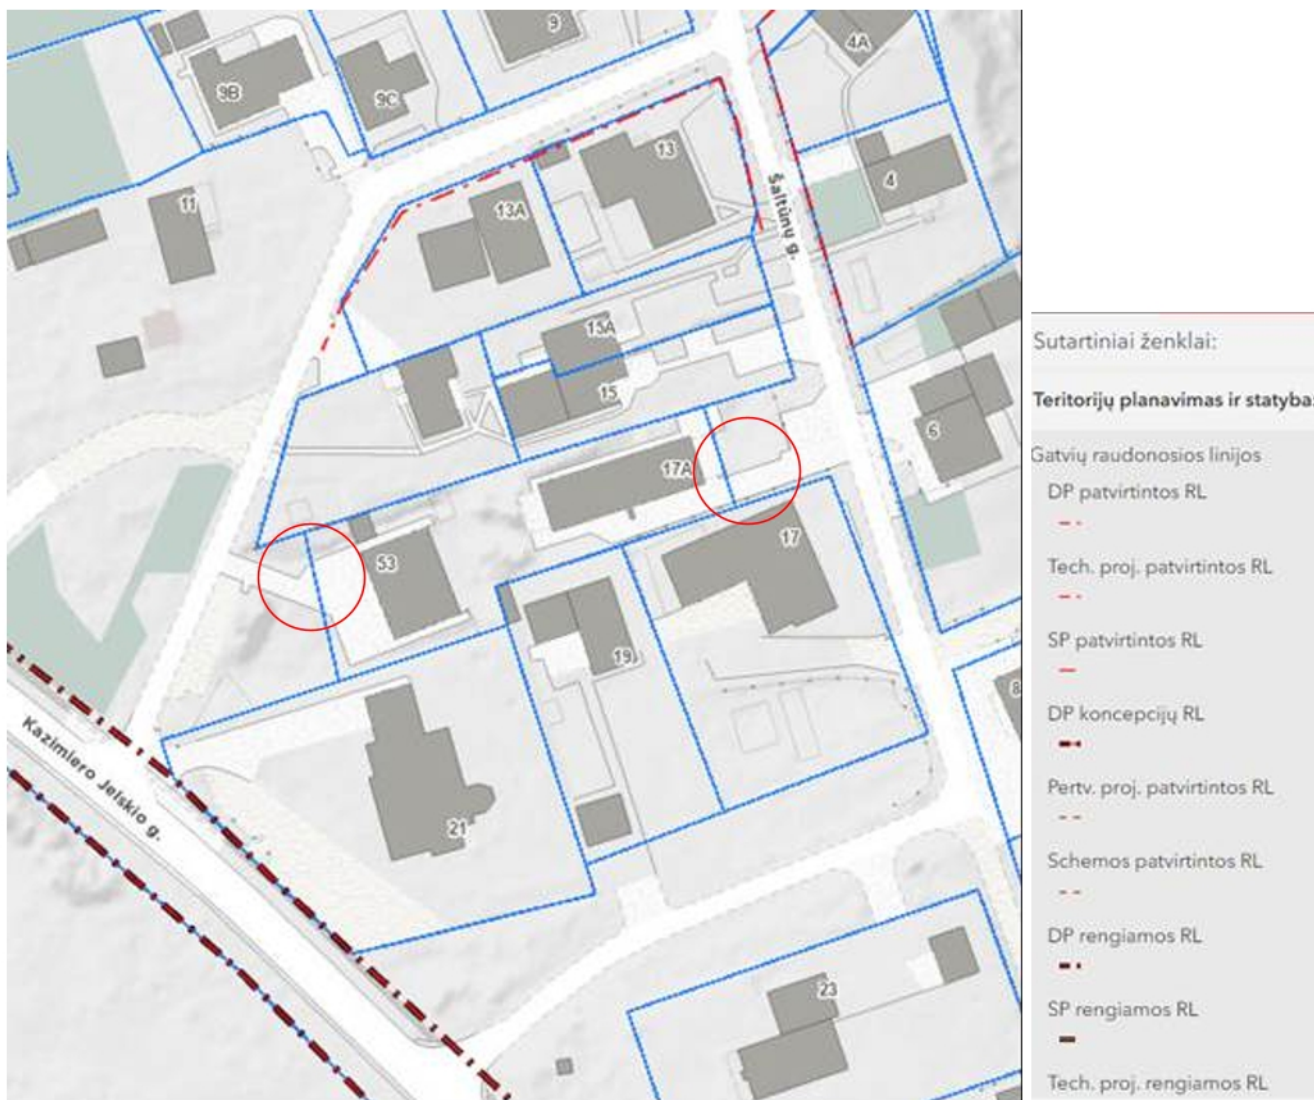 9
4A
9B
9C
13
4
11
13A
Šaltūnų g.
15A
15
6
17A
17
53
19
8
Kazimiero Jelskio g.
21
23
Sutartiniai ženklai:
Teritorijų planavimas ir statyba:
Gatvių raudonosios linijos
DP patvirtintos RL
Tech. proj. patvirtintos RL
SP patvirtintos RL
DP koncepcijų RL
Pertv. proj. patvirtintos RL
Schemos patvirtintos RL
DP rengiamos RL
SP rengiamos RL
Tech. proj. rengiamos RL